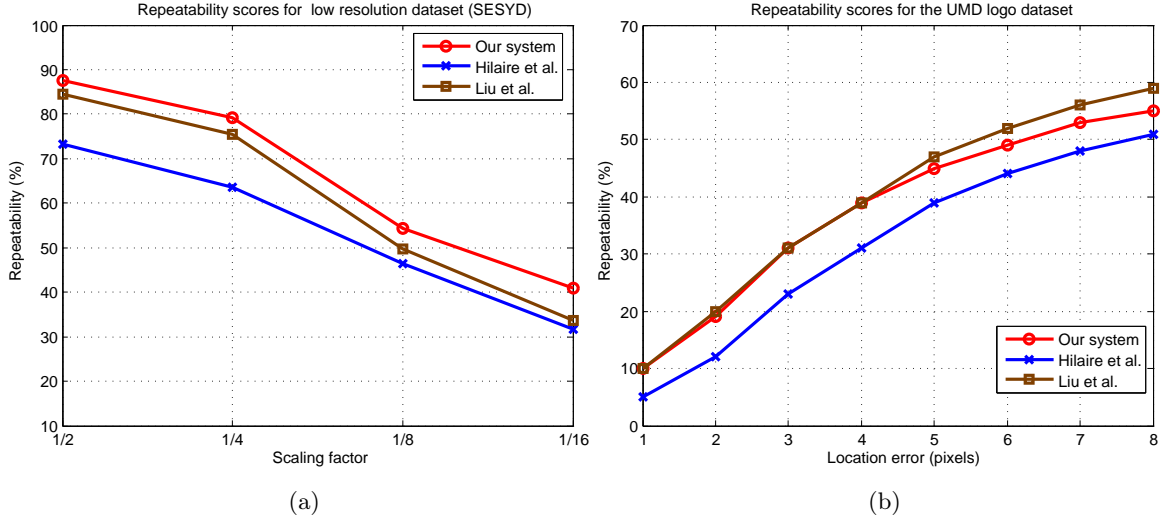 Repeatability scores for low resolution dataset (SESYD)
100
90
80
70
60
50
40
30
20
10
Repeatability (%)
1/2
1/4
1/8
1/16
Scaling factor
Our system
Hilaire et al.
Liu et al.
(a)
Repeatability scores for the UMD logo dataset
70
60
50
40
30
20
10
0
Repeatability (%)
1
2
3
4
5
6
7
8
Location error (pixels)
Our system
Hilaire et al.
Liu et al.
(b)